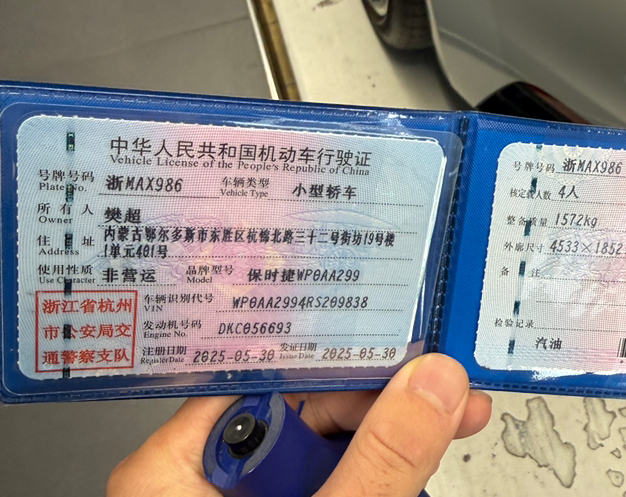 中华人民共和国机动车行驶证
Vehicle License of the People's Republic of China
号牌号码 浙MAX986 车辆类型 小型轿车
Plate No. Vehicle Type
所有人 樊超
Owner
住址 内蒙古鄂尔多斯市东胜区杭锦北路三十二号街坊19号楼
Address 1单元401号
使用性质 非营运 品牌型号 保时捷WP0AA299
Use Character Model
浙江省杭州
市公安局交
通警察支队
车辆识别代号 WP0AA2994RS209838
VIN
发动机号码 DKC056693
Engine No.
注册日期 2025-05-30 发证日期 2025-05-30
Register Date Issue Date
号牌号码 浙MAX986
核定载人数 4人
整备质量 1572kg
外廓尺寸 4533×1852
备注
检验记录
汽油